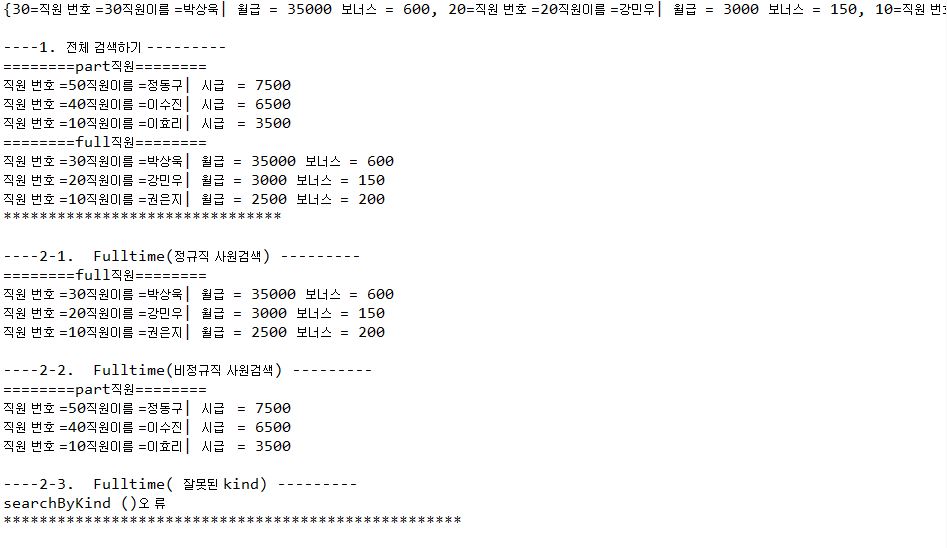 {30=직원 번호 =30직원이름 =박상욱| 월급 = 35000 보너스 = 600, 20=직원 번호 =20직원이름 =강민우| 월급 = 3000 보너스 = 150, 10=직원 번
----1. 전체 검색하기 ---------
========part직원========
직원 번호 =50직원이름 =정동구| 시급 = 7500
직원 번호 =40직원이름 =이수진| 시급 = 6500
직원 번호 =10직원이름 =이효리| 시급 = 3500
========full직원========
직원 번호 =30직원이름 =박상욱| 월급 = 35000 보너스 = 600
직원 번호 =20직원이름 =강민우| 월급 = 3000 보너스 = 150
직원 번호 =10직원이름 =권은지| 월급 = 2500 보너스 = 200
*******************************
----2-1. Fulltime(정규직 사원검색) ---------
========full직원========
직원 번호 =30직원이름 =박상욱| 월급 = 35000 보너스 = 600
직원 번호 =20직원이름 =강민우| 월급 = 3000 보너스 = 150
직원 번호 =10직원이름 =권은지| 월급 = 2500 보너스 = 200
----2-2. Fulltime(비정규직 사원검색) ---------
========part직원========
직원 번호 =50직원이름 =정동구| 시급 = 7500
직원 번호 =40직원이름 =이수진| 시급 = 6500
직원 번호 =10직원이름 =이효리| 시급 = 3500
----2-3. Fulltime( 잘못된 kind) ---------
searchByKind ()오류
***************************************************